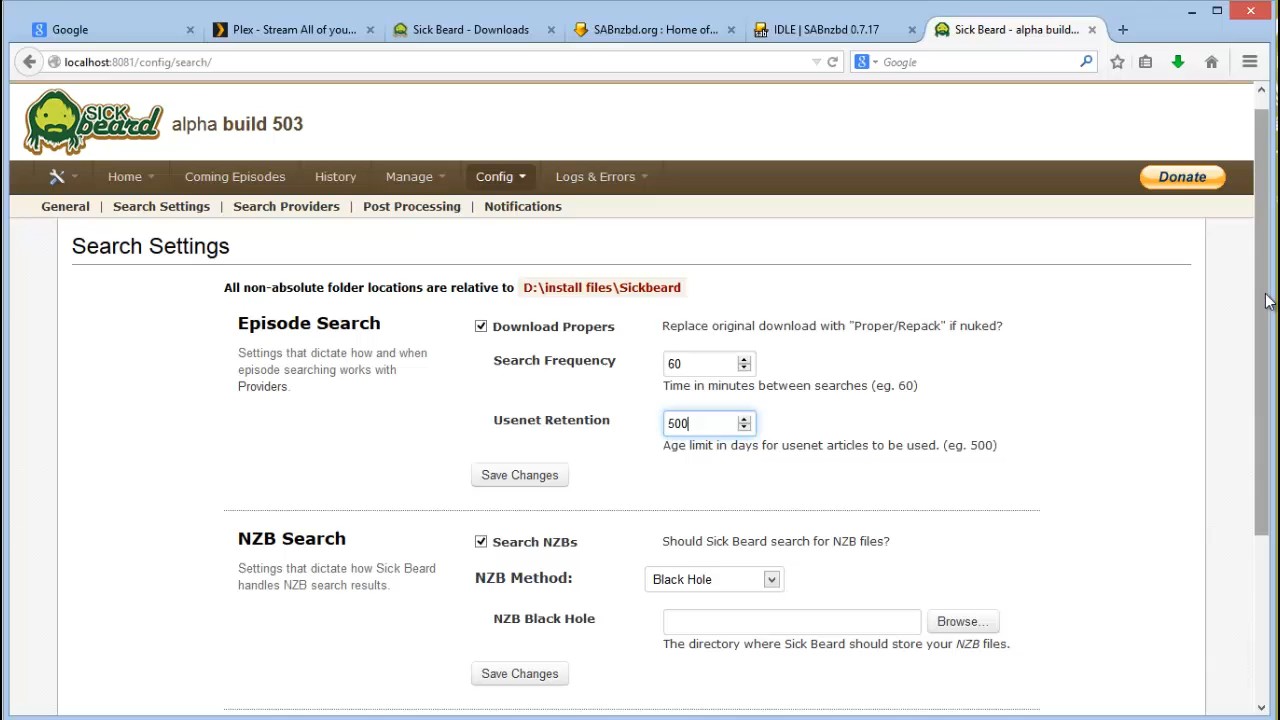 Google
Plex - Stream All of you...
Sick Beard - Downloads
SABnzbd.org : Home of...
IDLE | SABnzbd 0.7.17
Sick Beard - alpha build...
localhost:8081/config/search/
Google
SICK beard
alpha build 503
Home
Coming Episodes
History
Manage
Config
Logs & Errors
Donate
General | Search Settings | Search Providers | Post Processing | Notifications
Search Settings
All non-absolute folder locations are relative to D:\install files\Sickbeard
Episode Search
Settings that dictate how and when
episode searching works with
Providers.
Download Propers
Replace original download with "Proper/Repack" if nuked?
Search Frequency
60
Time in minutes between searches (eg. 60)
Usenet Retention
500
Age limit in days for usenet articles to be used. (eg. 500)
Save Changes
NZB Search
Settings that dictate how Sick Beard
handles NZB search results.
Search NZBs
Should Sick Beard search for NZB files?
NZB Method:
Black Hole
NZB Black Hole
Browse...
The directory where Sick Beard should store your NZB files.
Save Changes